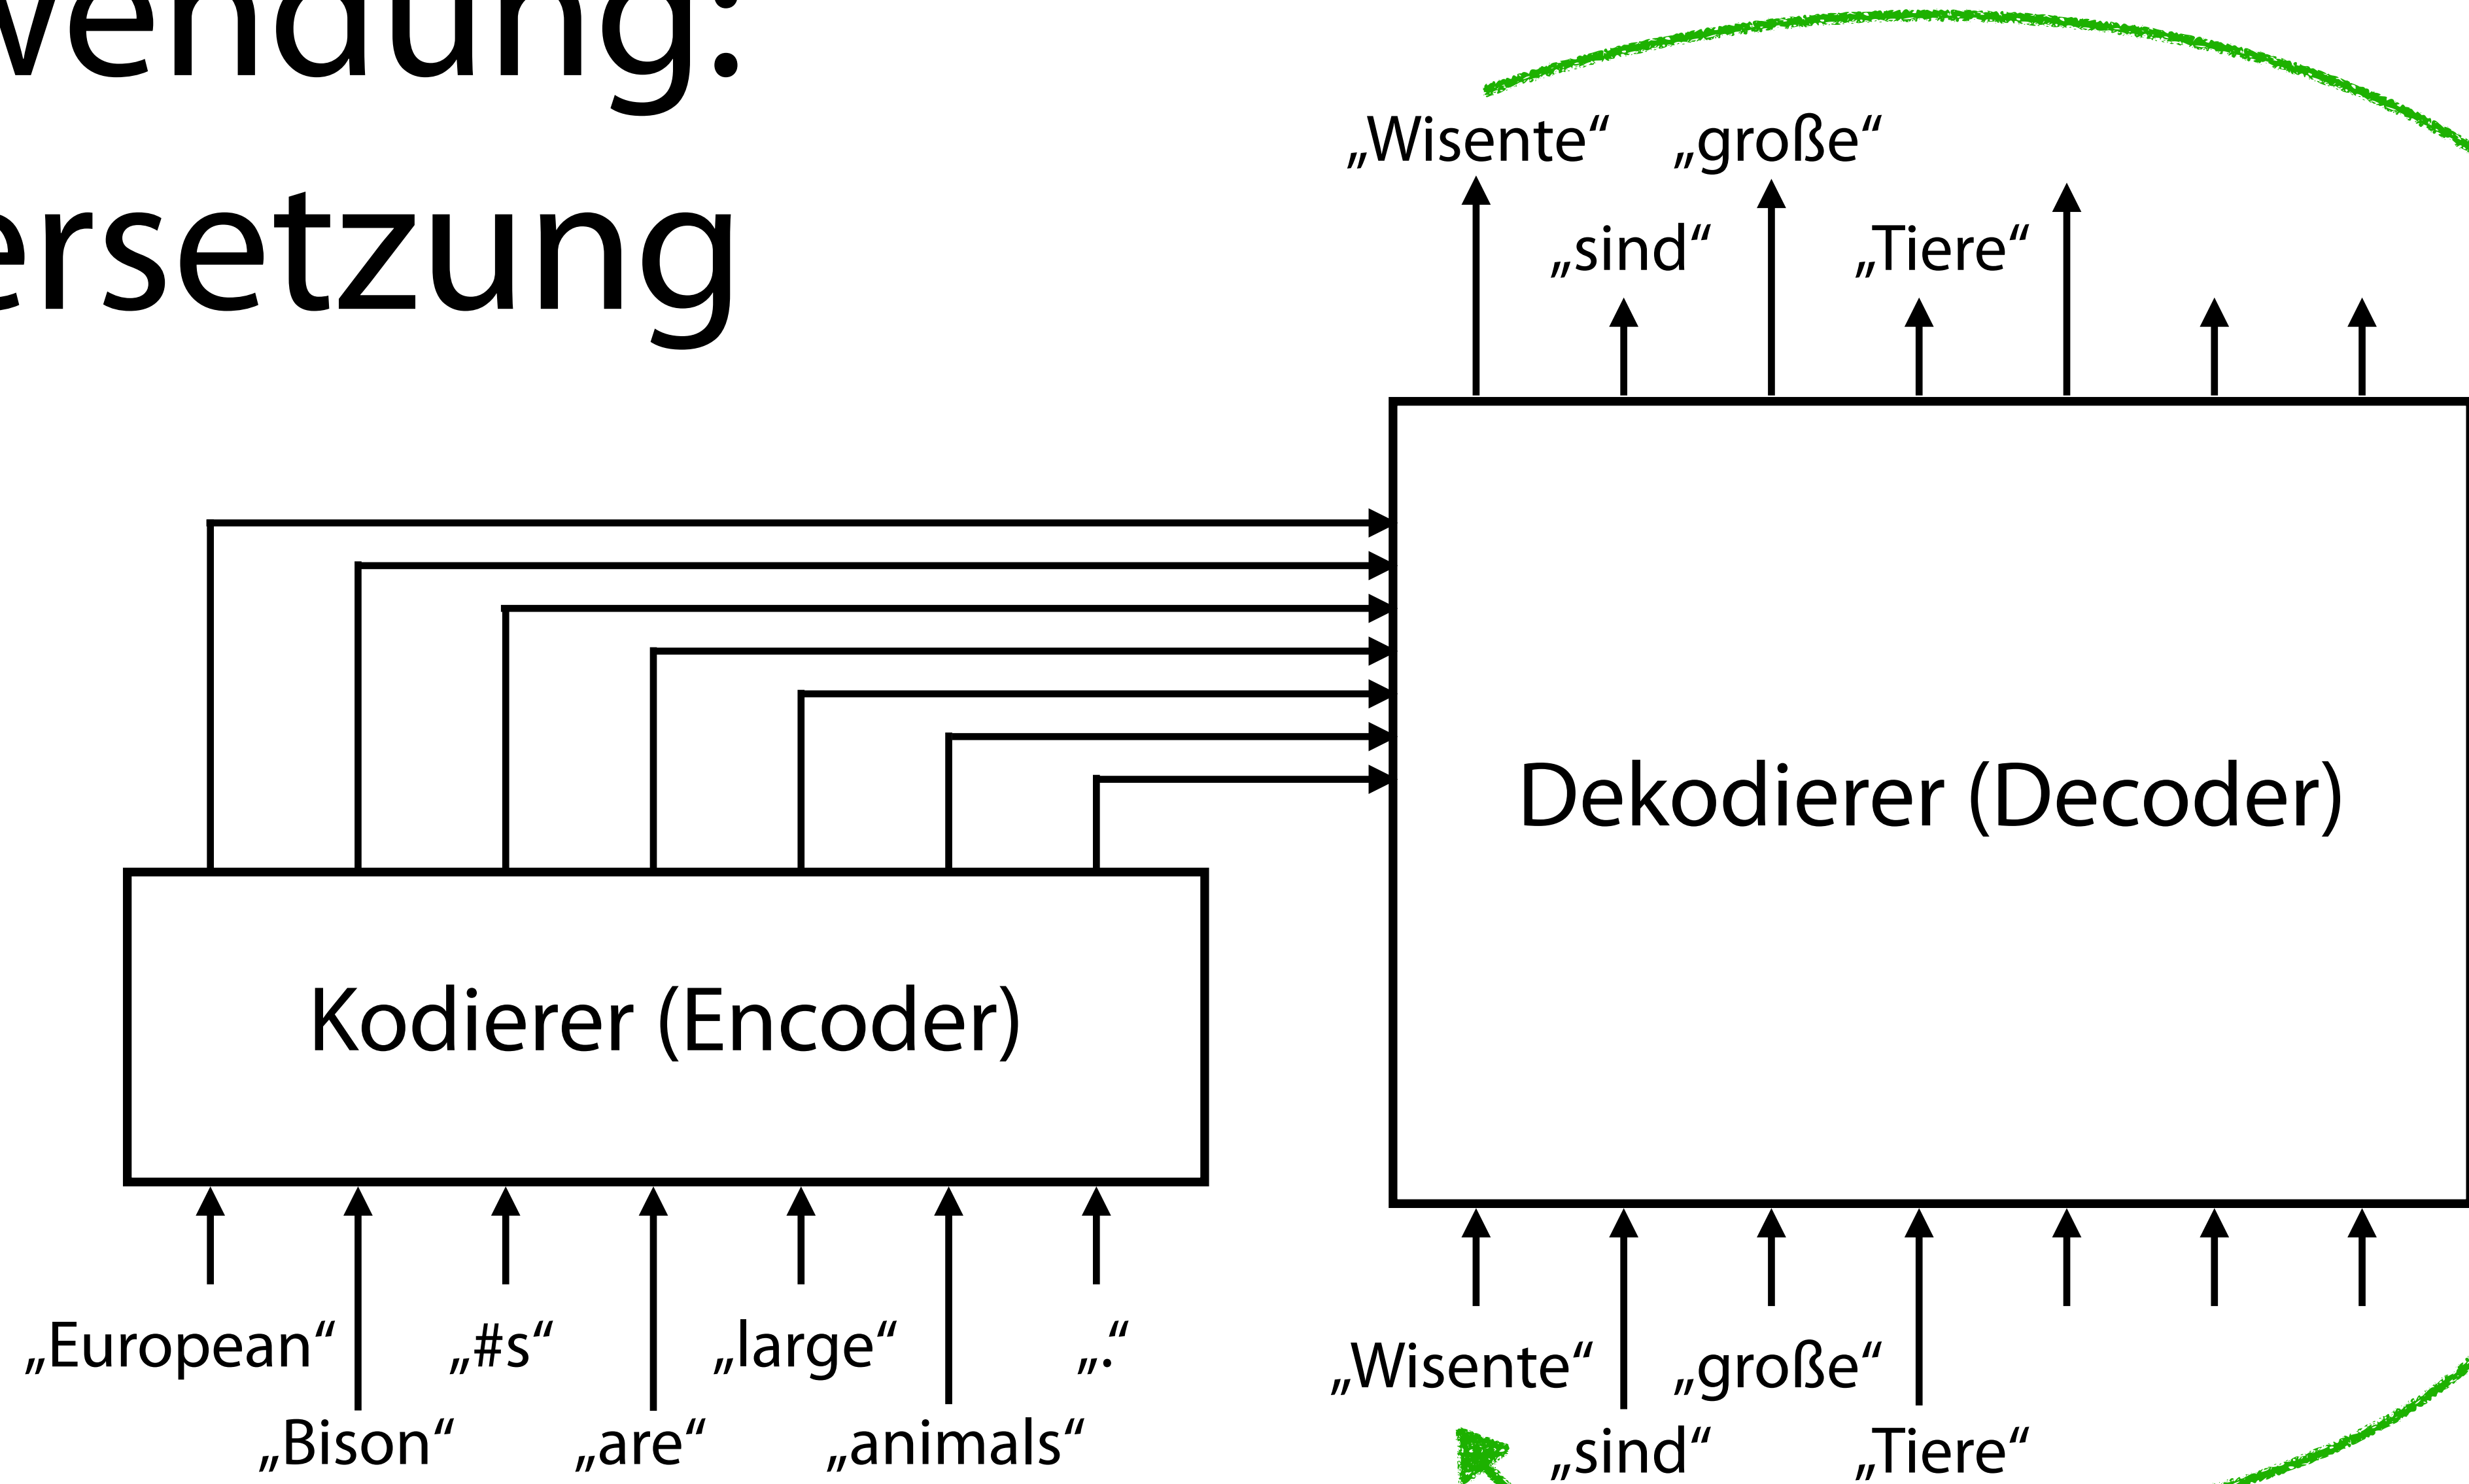 wendung:
ersetzung
„Wisente“ „große“
„sind“ „Tiere“
Dekodierer (Decoder)
Kodierer (Encoder)
„European“ „#s“ „large“ „.“
„Bison“ „are“ „animals“
„Wisente“ „große“
„sind“ „Tiere“